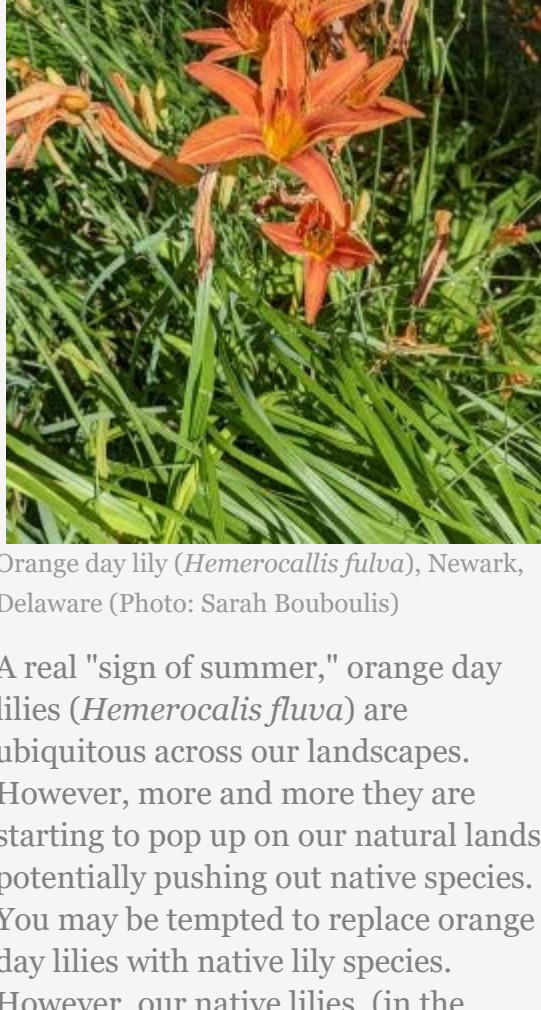 Orange day lily (Hemerocallis fulva), Newark,
Delaware (Photo: Sarah Bouboulis)
A real "sign of summer," orange day
lilies (Hemerocalis fluva) are
ubiquitous across our landscapes.
However, more and more they are
starting to pop up on our natural lands
potentially pushing out native species.
You may be tempted to replace orange
day lilies with native lily species.
However, our native lilies, (in the